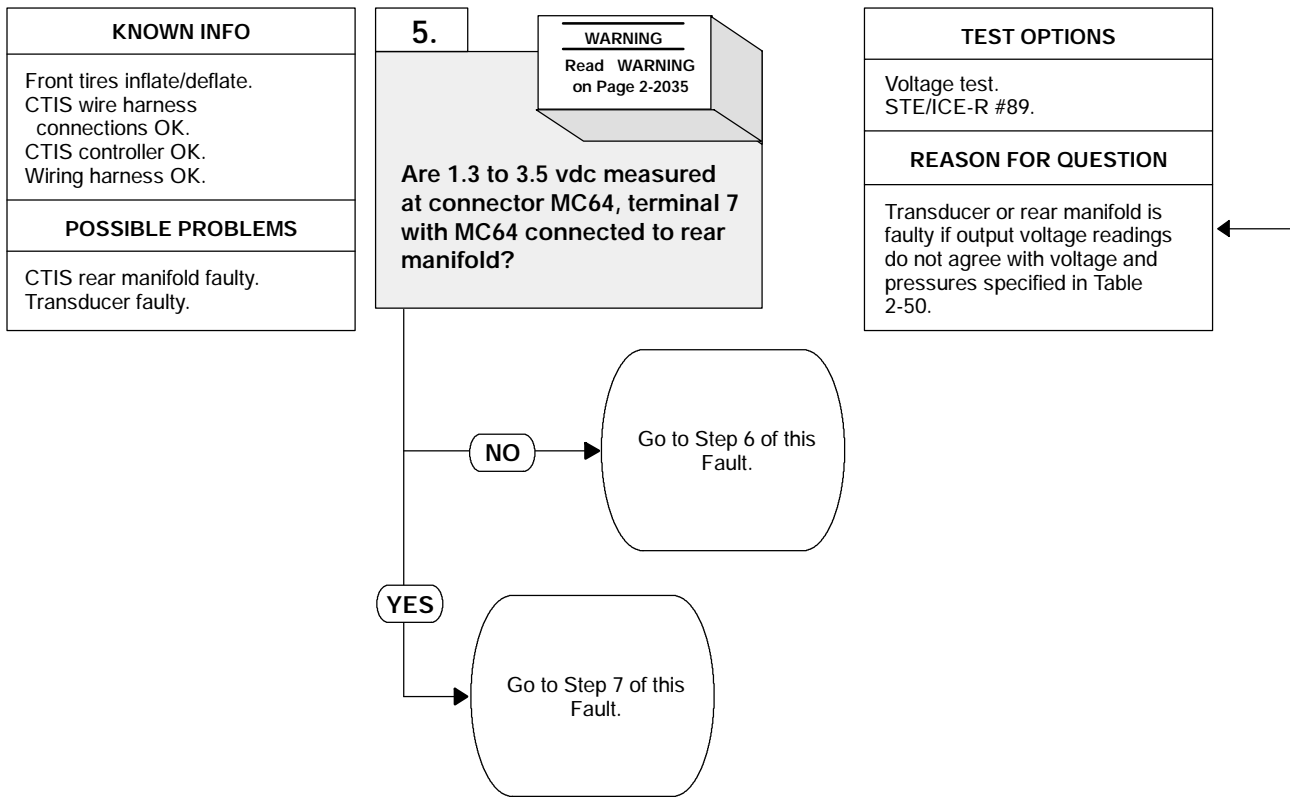 KNOWN INFO
Front tires inflate/deflate.
CTIS wire harness
connections OK.
CTIS controller OK.
Wiring harness OK.
POSSIBLE PROBLEMS
CTIS rear manifold faulty.
Transducer faulty.
5.
WARNING
Read WARNING
on Page 2-2035
Are 1.3 to 3.5 vdc measured
at connector MC64, terminal 7
with MC64 connected to rear
manifold?
TEST OPTIONS
Voltage test.
STE/ICE-R #89.
REASON FOR QUESTION
Transducer or rear manifold is
faulty if output voltage readings
do not agree with voltage and
pressures specified in Table
2-50.
NO
Go to Step 6 of this
Fault.
YES
Go to Step 7 of this
Fault.